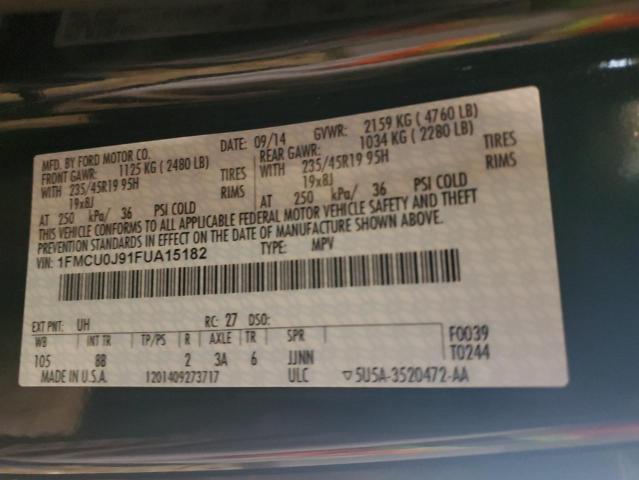 MFD. BY FORD MOTOR CO.
DATE: 09/14 GVWR: 2159 KG ( 4760 LB)
FRONT GAWR: 1125 KG ( 2480 LB)
REAR GAWR: 1034 KG ( 2280 LB)
WITH 235/45R19 95H TIRES
WITH 235/45R19 95H TIRES
19x8J RIMS
19x8J RIMS
AT 250 kPa/ 36 PSI COLD
AT 250 kPa/ 36 PSI COLD
THIS VEHICLE CONFORMS TO ALL APPLICABLE FEDERAL MOTOR VEHICLE SAFETY AND THEFT
PREVENTION STANDARDS IN EFFECT ON THE DATE OF MANUFACTURE SHOWN ABOVE.
VIN: 1FMCU0J91FUA15182 TYPE: MPV
EXT PNT: UH RC: 27 DSO:
WB INT TR TP/PS R AXLE TR SPR
F0039
105 88 2 3A 6 JJNN
T0244
MADE IN U.S.A. 1201409273717 ULC ▽5U5A-3520472-AA